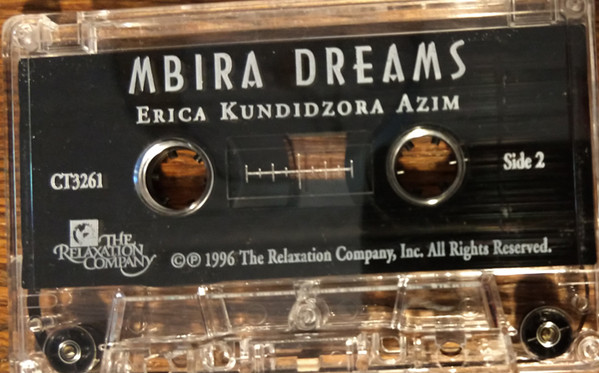 MBIRA DREAMS
ERICA KUNDIDZORA AZIM
CT3261
Side 2
THE
RELAXATION
COMPANY
©℗ 1996 The Relaxation Company, Inc. All Rights Reserved.